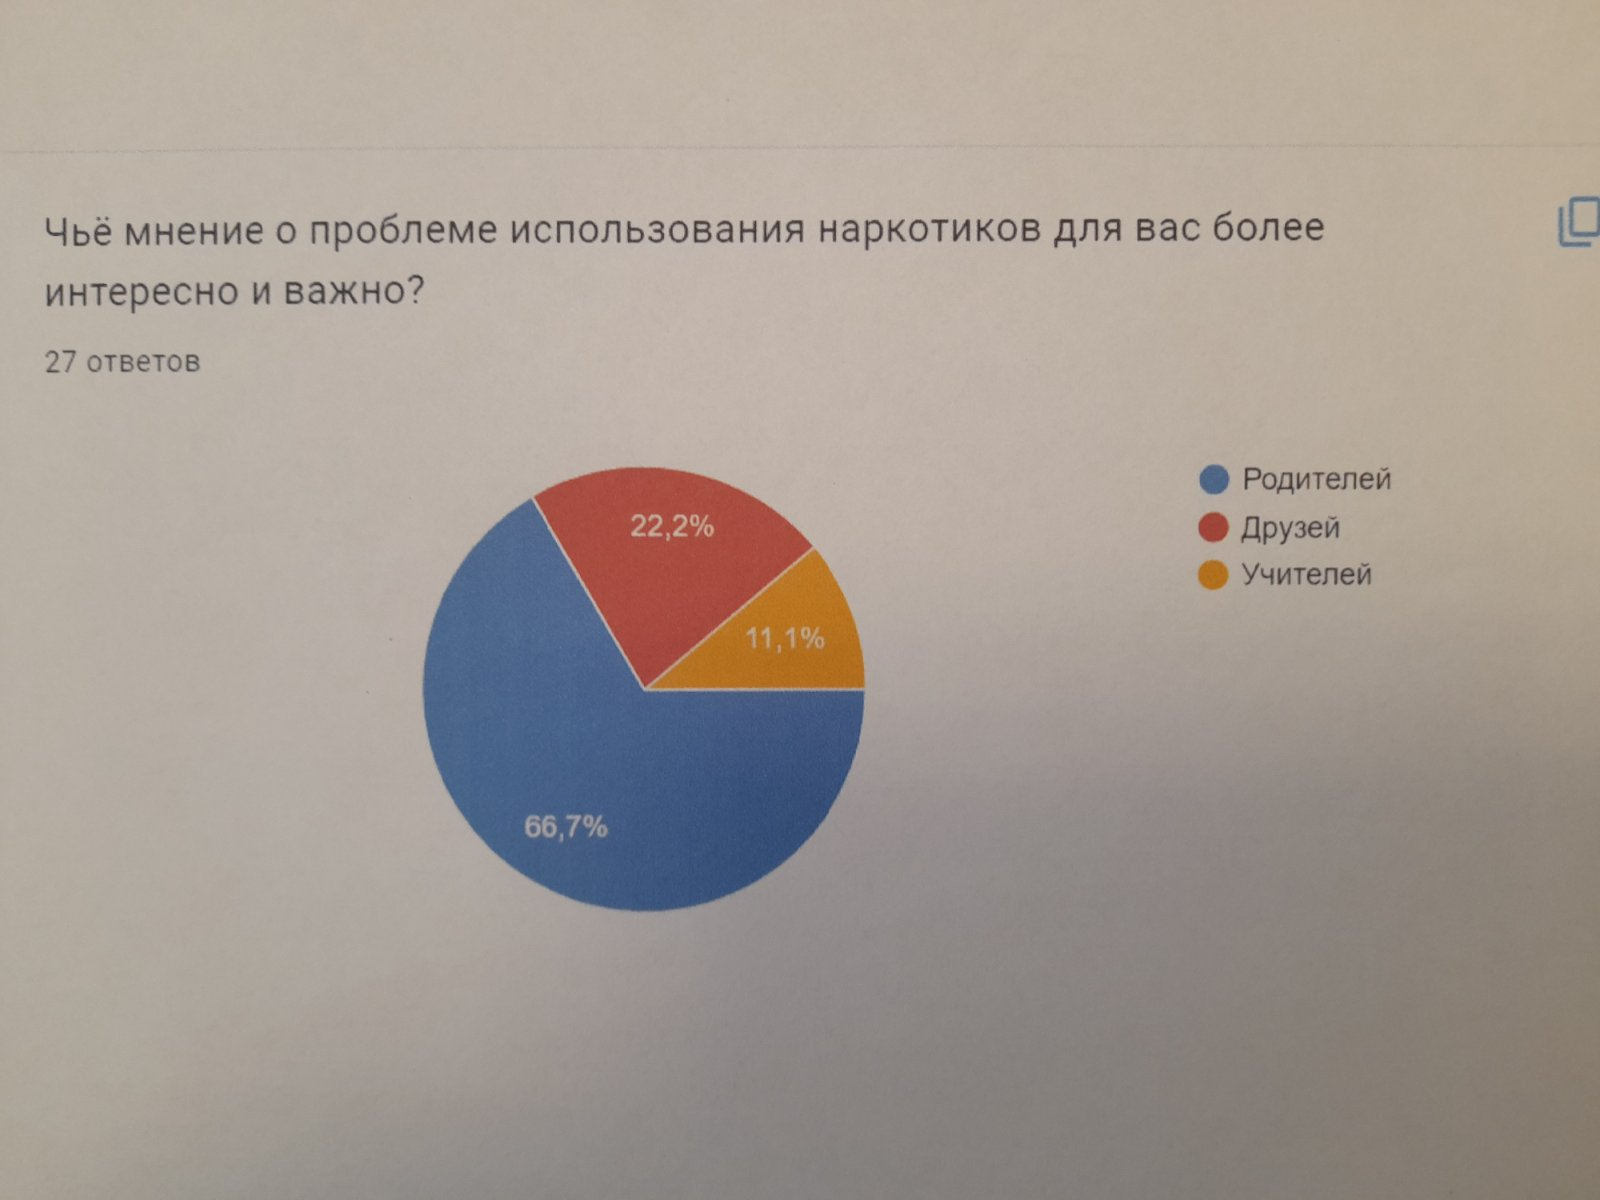 Чьё мнение о проблеме использования наркотиков для вас более
интересно и важно?
27 ответов
22,2%
11,1%
66,7%
Родителей
Друзей
Учителей